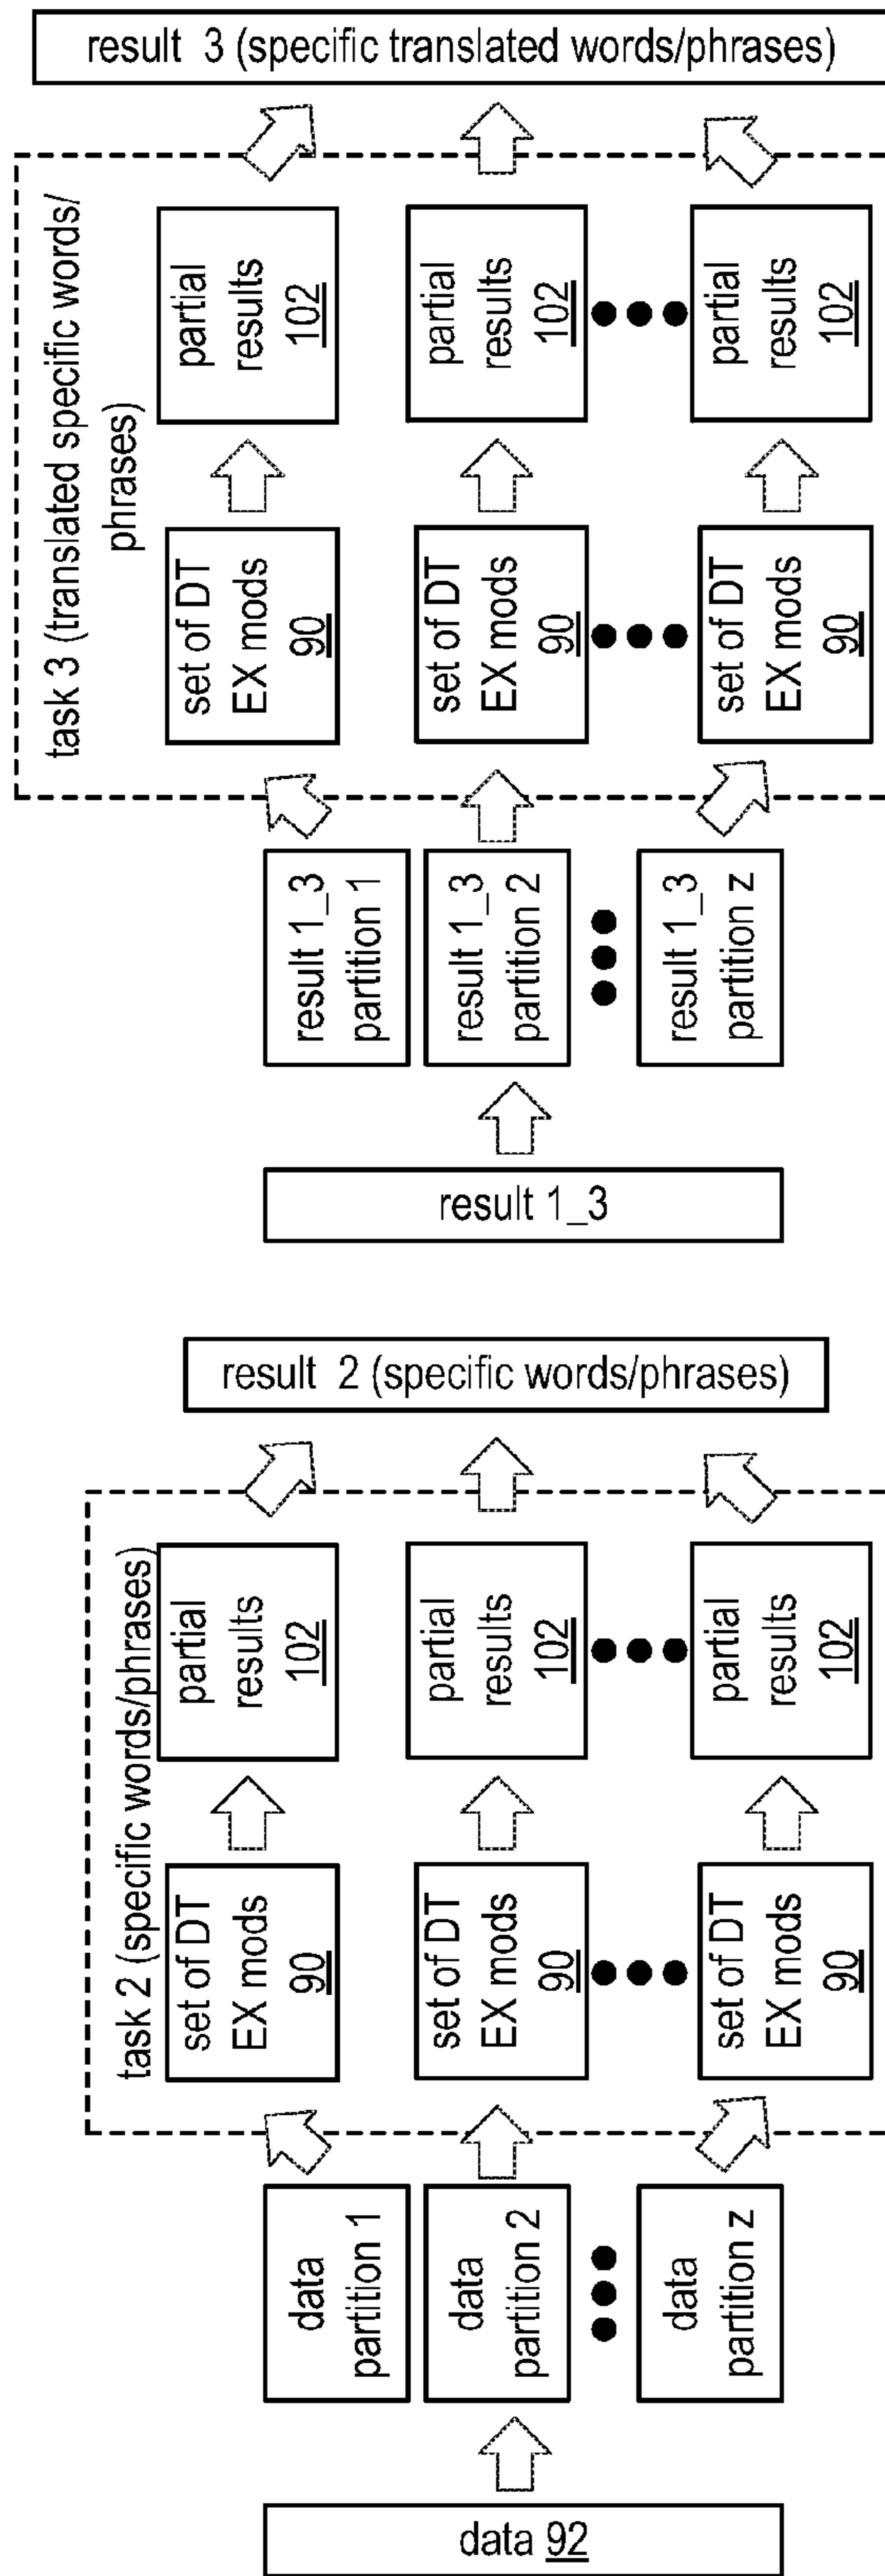 task 2 (specific words/phrases)
data 92
data
partition 1
data
partition 2
data
partition z
set of DT
EX mods
90
set of DT
EX mods
90
set of DT
EX mods
90
partial
results
102
partial
results
102
partial
results
102
result 2 (specific words/phrases)
task 3 (translated specific words/
phrases)
result 1_3
result 1_3
partition 1
result 1_3
partition 2
result 1_3
partition z
set of DT
EX mods
90
set of DT
EX mods
90
set of DT
EX mods
90
partial
results
102
partial
results
102
partial
results
102
result 3 (specific translated words/phrases)